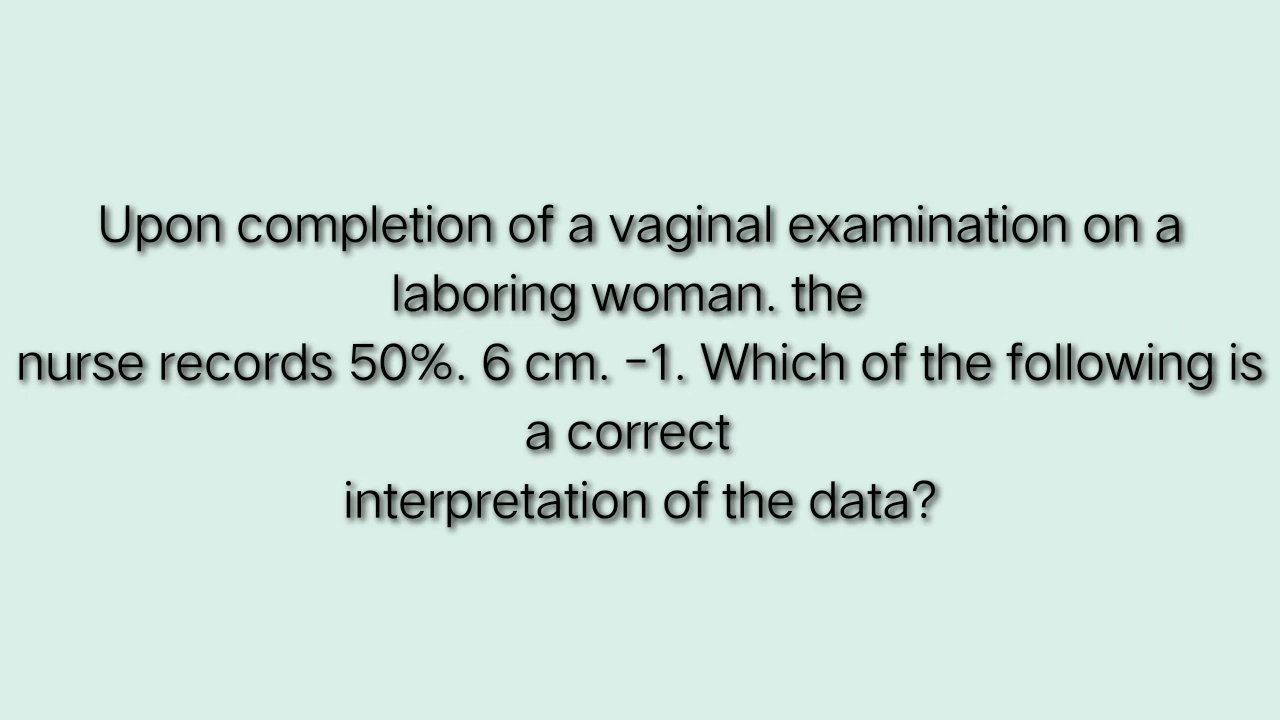 Upon completion of a vaginal examination on a
laboring woman. the
nurse records 50%. 6 cm. -1. Which of the following is
a correct
interpretation of the data?